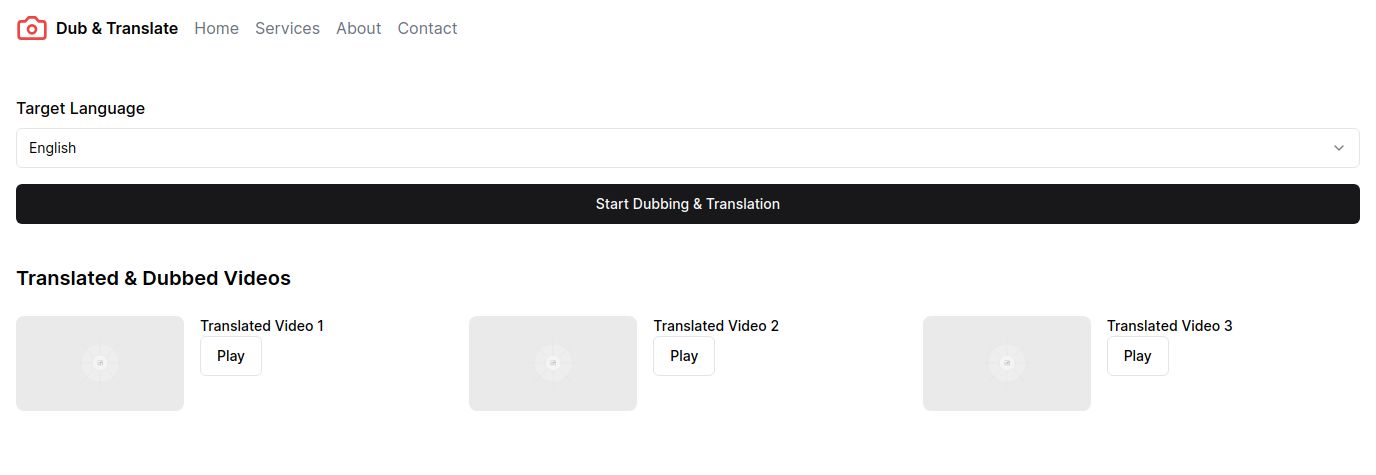 Dub & Translate Home Services About Contact
Target Language
English
Start Dubbing & Translation
Translated & Dubbed Videos
Translated Video 1
Play
Translated Video 2
Play
Translated Video 3
Play